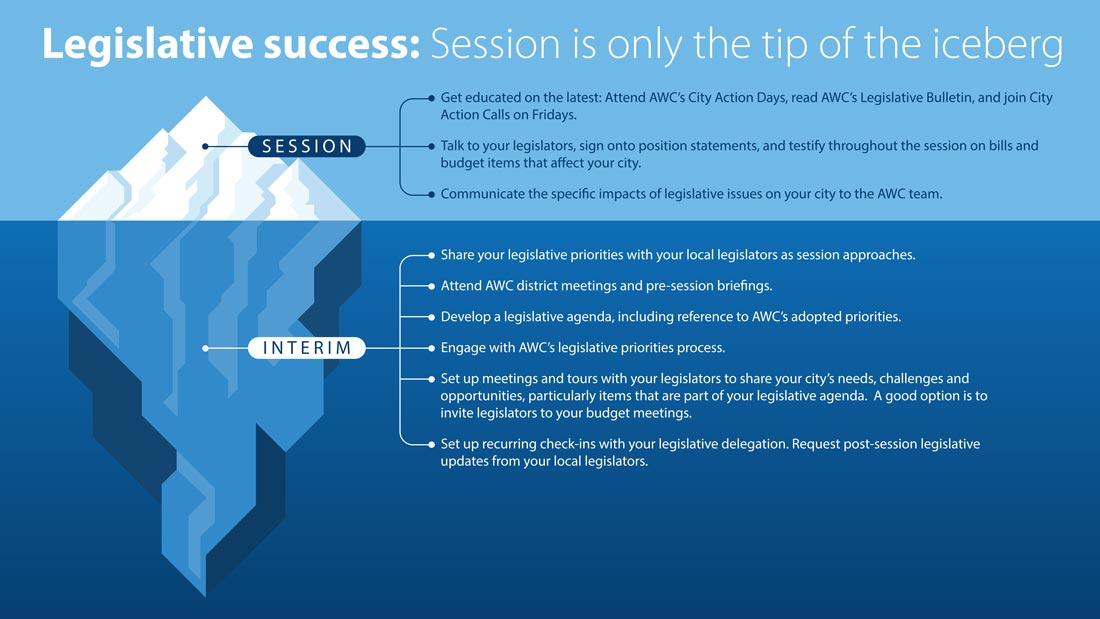 Legislative success: Session is only the tip of the iceberg
SESSION
Get educated on the latest: Attend AWC’s City Action Days, read AWC’s Legislative Bulletin, and join City
Action Calls on Fridays.
Talk to your legislators, sign onto position statements, and testify throughout the session on bills and
budget items that affect your city.
Communicate the specific impacts of legislative issues on your city to the AWC team.
INTERIM
Share your legislative priorities with your local legislators as session approaches.
Attend AWC district meetings and pre-session briefings.
Develop a legislative agenda, including reference to AWC’s adopted priorities.
Engage with AWC’s legislative priorities process.
Set up meetings and tours with your legislators to share your city’s needs, challenges and
opportunities, particularly items that are part of your legislative agenda.  A good option is to
invite legislators to your budget meetings.
Set up recurring check-ins with your legislative delegation. Request post-session legislative
updates from your local legislators.